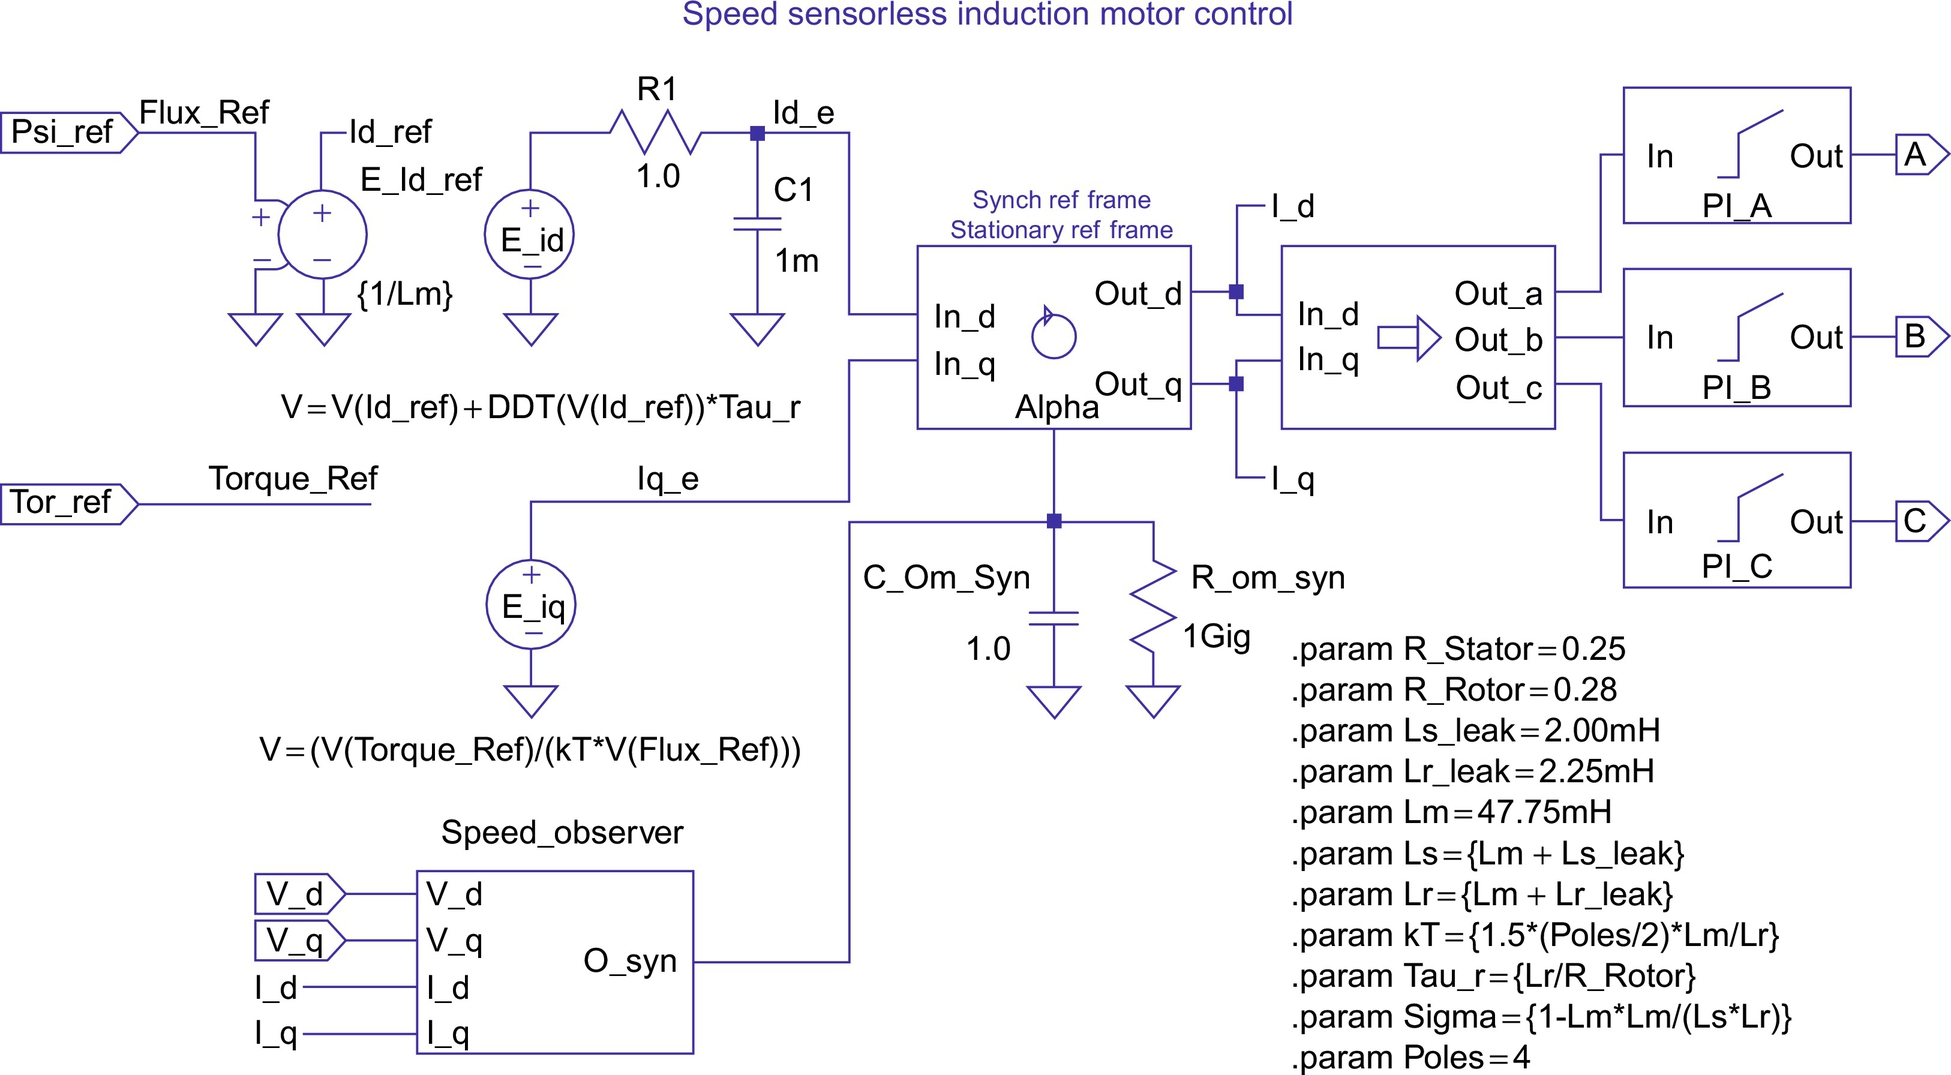 Speed sensorless induction motor control
Psi_ref
Flux_Ref
Id_ref
E_Id_ref
{1/Lm}
+
−
+
−
R1
1.0
Id_e
+
E_id
−
C1
1m
V=V(Id_ref)+DDT(V(Id_ref))*Tau_r
Tor_ref
Torque_Ref
Iq_e
+
E_iq
−
V=(V(Torque_Ref)/(kT*V(Flux_Ref)))
Synch ref frame
Stationary ref frame
In_d
In_q
Out_d
Out_q
Alpha
I_d
I_q
In_d
In_q
Out_a
Out_b
Out_c
In
Out
PI_A
A
In
Out
PI_B
B
In
Out
PI_C
C
C_Om_Syn
1.0
R_om_syn
1Gig
Speed_observer
V_d
V_q
I_d
I_q
V_d
V_q
I_d
I_q
O_syn
.param R_Stator=0.25
.param R_Rotor=0.28
.param Ls_leak=2.00mH
.param Lr_leak=2.25mH
.param Lm=47.75mH
.param Ls={Lm + Ls_leak}
.param Lr={Lm + Lr_leak}
.param kT={1.5*(Poles/2)*Lm/Lr}
.param Tau_r={Lr/R_Rotor}
.param Sigma={1-Lm*Lm/(Ls*Lr)}
.param Poles=4